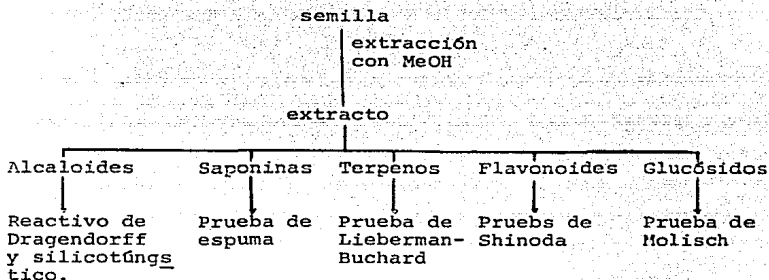 semilla
extracción
con MeOH
extracto
Alcaloides Saponinas Terpenos Flavonoides Glucósidos
Reactivo de Prueba de Prueba de Pruebs de Prueba de
Dragendorff espuma Lieberman- Shinoda Molisch
y silicotúngs Buchard
tico.